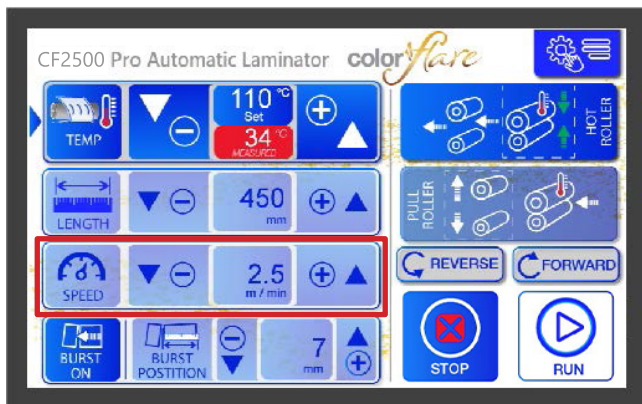 CF2500 Pro Automatic Laminator
colorflare
TEMP
110 °C
Set
34 °C
MEASURED
LENGTH
450
mm
SPEED
2.5
m / min
BURST
ON
BURST
POSTITION
7
mm
HOT
ROLLER
PULL
ROLLER
REVERSE
FORWARD
STOP
RUN